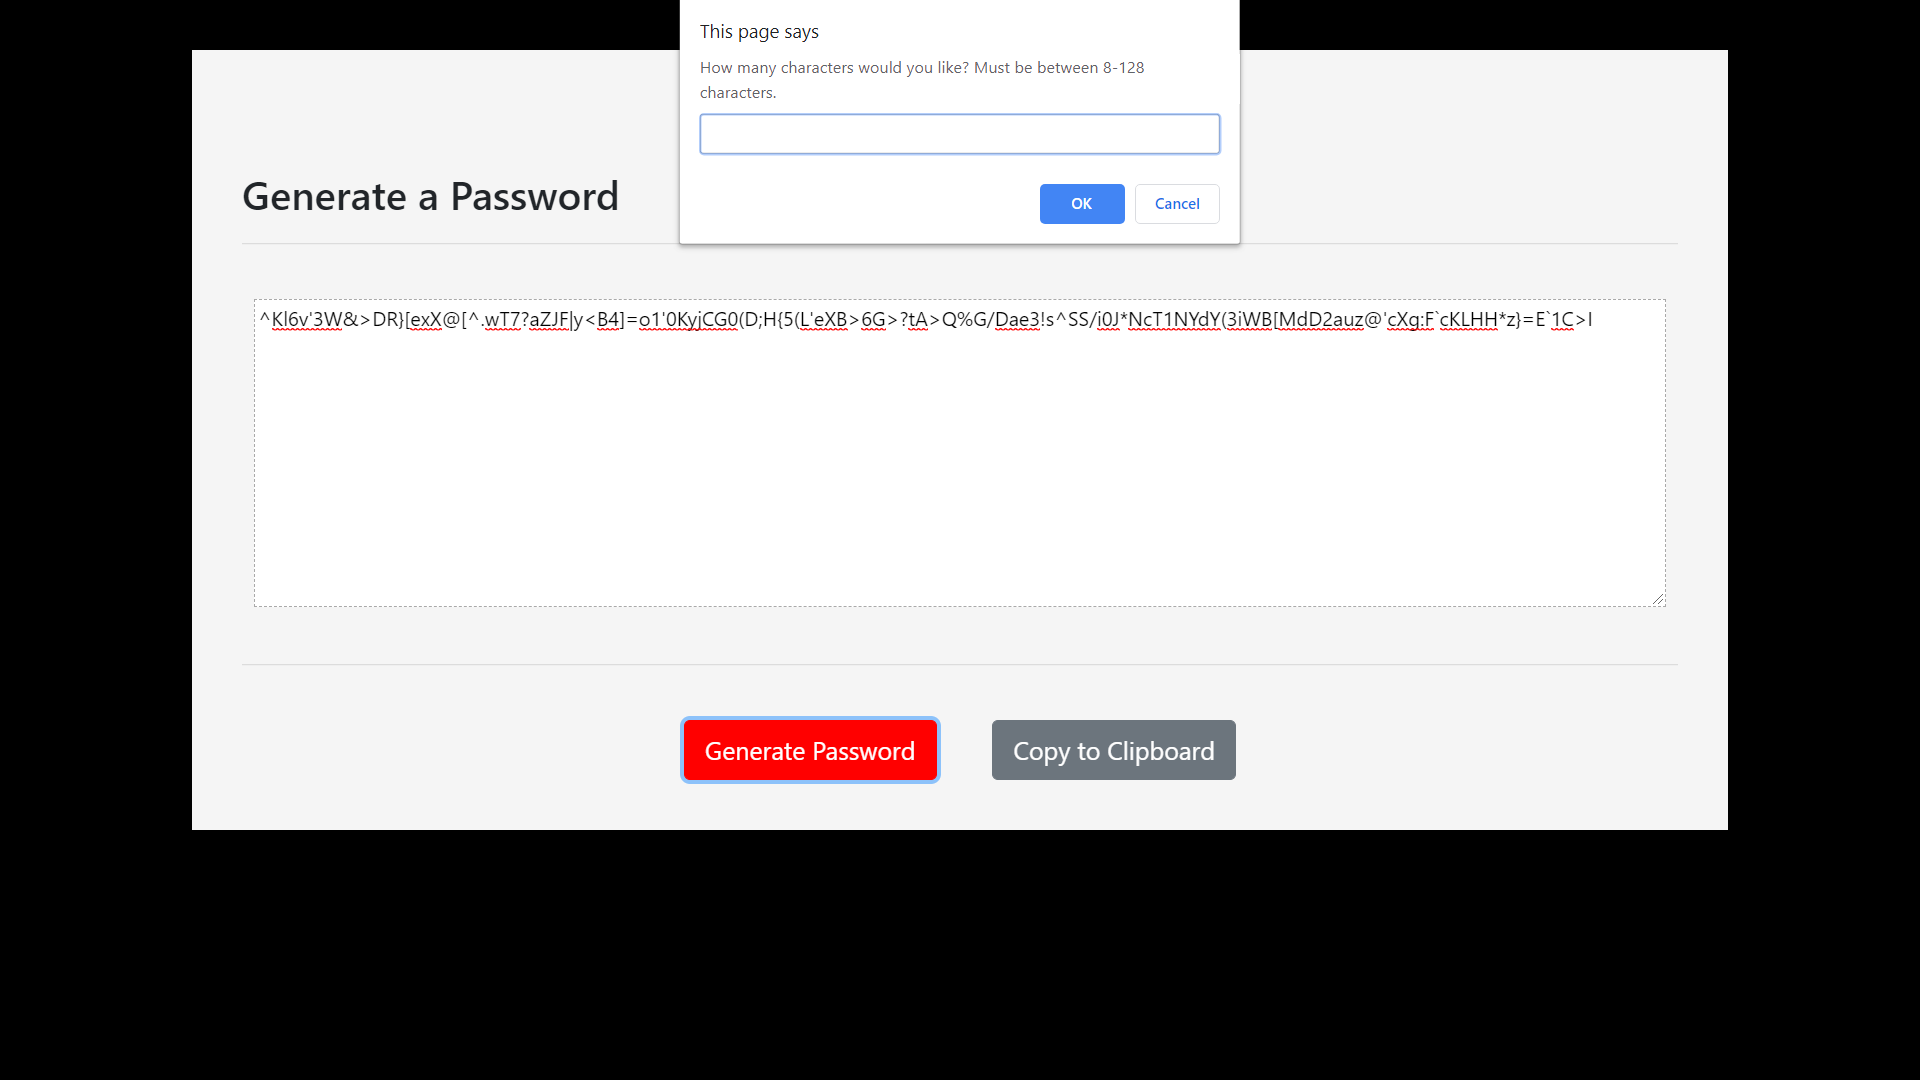 This page says
How many characters would you like? Must be between 8-128
characters.
OK
Cancel
Generate a Password
^Kl6v'3W&>DR}[exX@[^.wT7?aZJF|y<B4]=o1'0KyjCG0(D;H{5(L'eXB>6G>?tA>Q%G/Dae3!s^SS/i0J*NcT1NYdY(3iWB[MdD2auz@'cXg:F`cKLHH*z}=E`1C>I
Generate Password
Copy to Clipboard